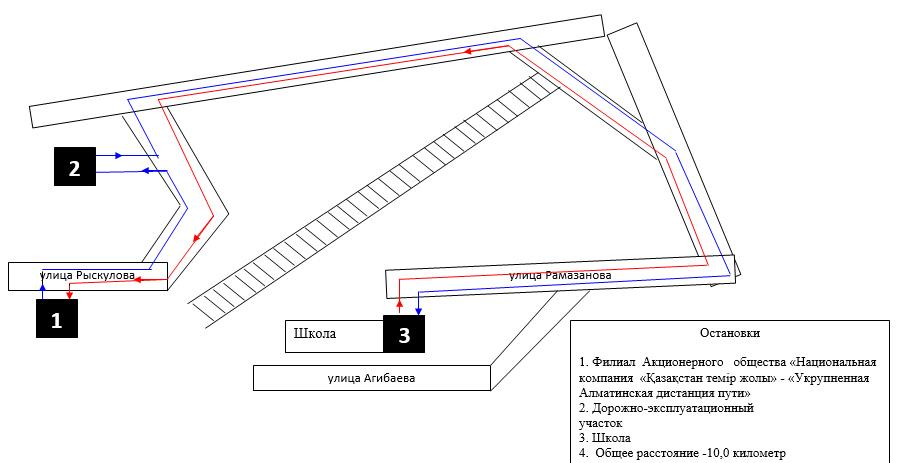 2
улица Рыскулова
1
улица Рамазанова
Школа
3
улица Агибаева
Остановки
1. Филиал Акционерного общества «Национальная
компания «Қазақстан темір жолы» - «Укрупненная
Алматинская дистанция пути»
2. Дорожно-эксплуатационный
участок
3. Школа
4. Общее расстояние -10,0 километр